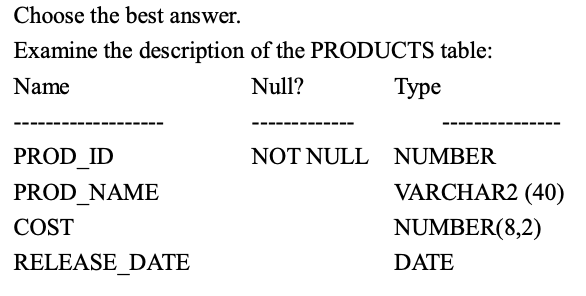 Choose the best answer.
Examine the description of the PRODUCTS table:
Name Null? Type
------------------- ------------- ---------------
PROD_ID NOT NULL NUMBER
PROD_NAME VARCHAR2 (40)
COST NUMBER(8,2)
RELEASE_DATE DATE